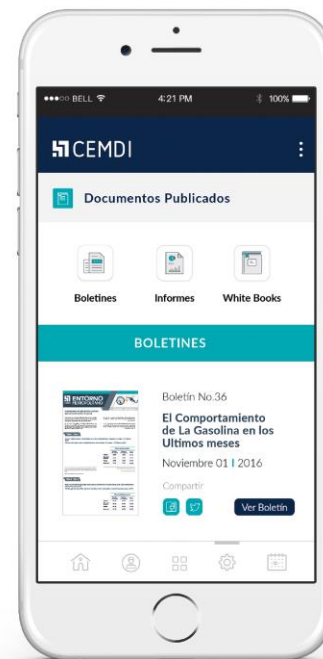 BELL 4:21 PM 100%
CEMDI
Documentos Publicados
Boletines Informes White Books
BOLETINES
ENTORNO
Boletín No.36
El Comportamiento
de La Gasolina en los
Ultimos meses
Noviembre 01 | 2016
Compartir
Ver Boletín